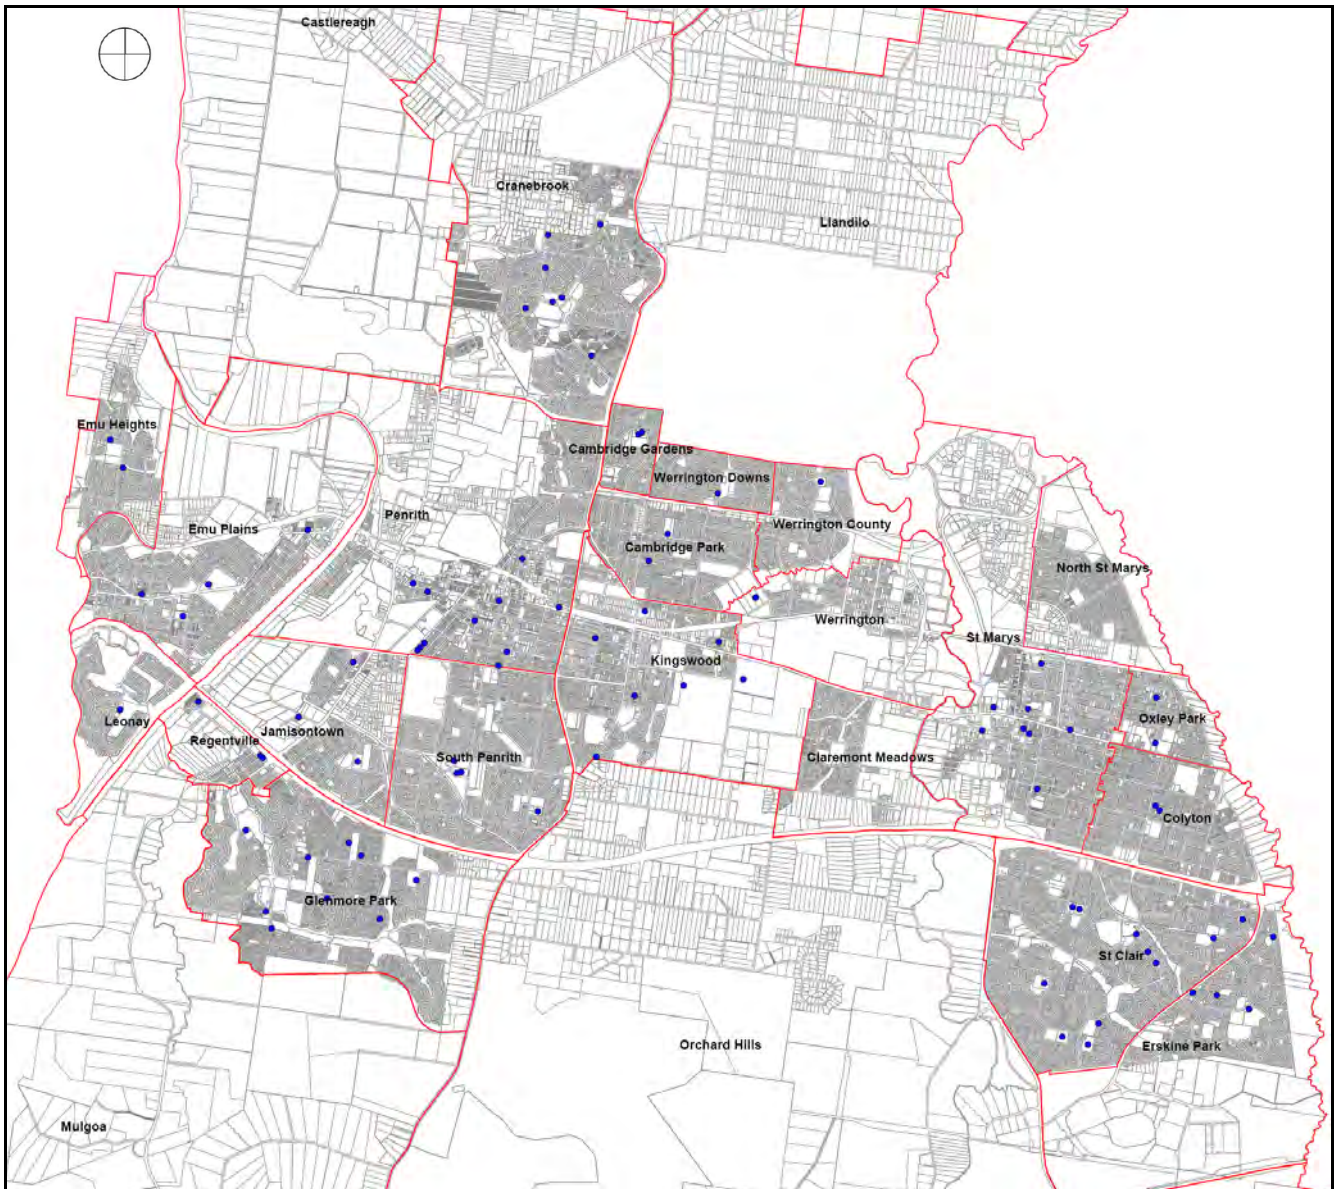 Castlereagh
Cranebrook
Llandilo
Emu Heights
Cambridge Gardens
Werrington Downs
Penrith
Emu Plains
Werrington County
Cambridge Park
North St Marys
Werrington
St Marys
Kingswood
Leonay
Oxley Park
Jamisontown
Regentville
South Penrith
Claremont Meadows
Colyton
Glenmore Park
St Clair
Orchard Hills
Erskine Park
Mulgoa